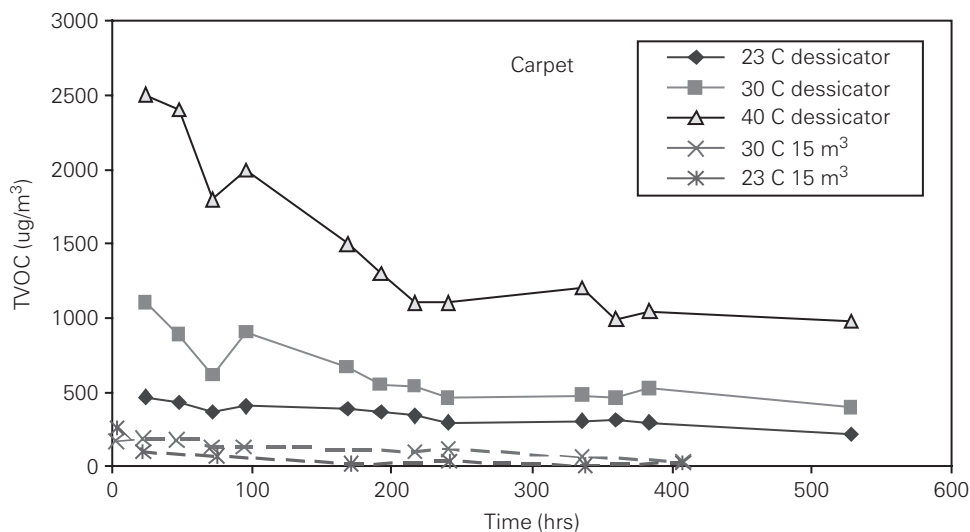 3000
2500
2000
1500
1000
500
0
TVOC (ug/m³)
Carpet
23 C dessicator
30 C dessicator
40 C dessicator
30 C 15 m³
23 C 15 m³
0 100 200 300 400 500 600
Time (hrs)